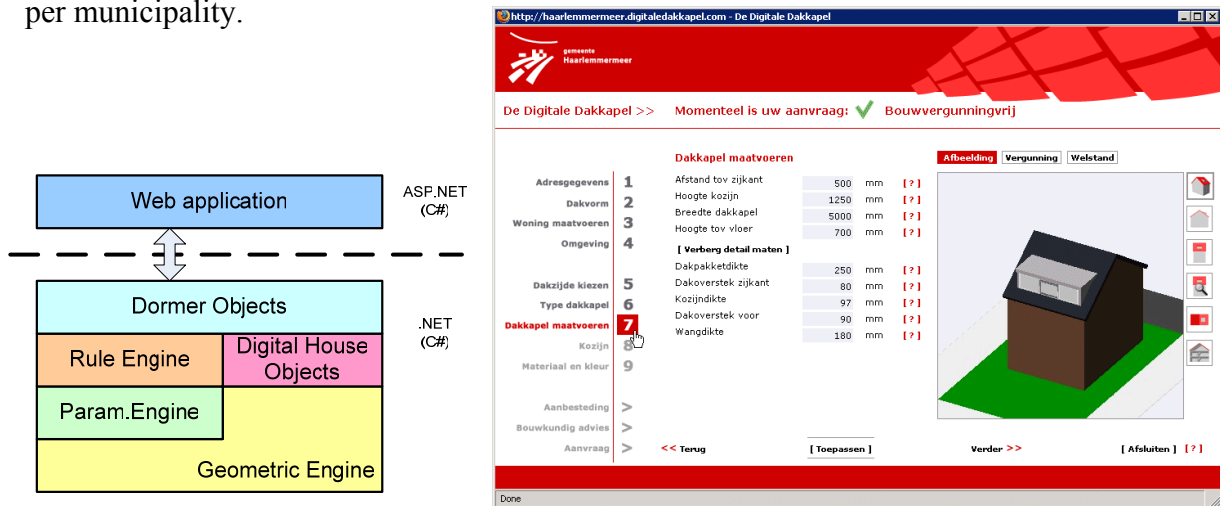 per municipality.
Web application
ASP.NET
(C#)
Dormer Objects
Rule Engine
Digital House
Objects
Param.Engine
Geometric Engine
.NET
(C#)
http://haarlemmermeer.digitaledakkapel.com - De Digitale Dakkapel
gemeente
Haarlemmermeer
De Digitale Dakkapel >> Momenteel is uw aanvraag: Bouwvergunningvrij
Adresgegevens 1
Dakvorm 2
Woning maatvoeren 3
Omgeving 4
Dakzijde kiezen 5
Type dakkapel 6
Dakkapel maatvoeren 7
Kozijn 8
Materiaal en kleur 9
Aanbesteding >
Bouwkundig advies >
Aanvraag >
Dakkapel maatvoeren
Afstand tov zijkant 500 mm [?]
Hoogte kozijn 1250 mm [?]
Breedte dakkapel 5000 mm [?]
Hoogte tov vloer 700 mm [?]
[ Verberg detail maten ]
Dakpakketdikte 250 mm [?]
Dakoverstek zijkant 80 mm [?]
Kozijndikte 97 mm [?]
Dakoverstek voor 90 mm [?]
Wangdikte 180 mm [?]
Afbeelding Vergunning Welstand
<< Terug [ Toepassen ] Verder >> [ Afsluiten ] [?]
Done